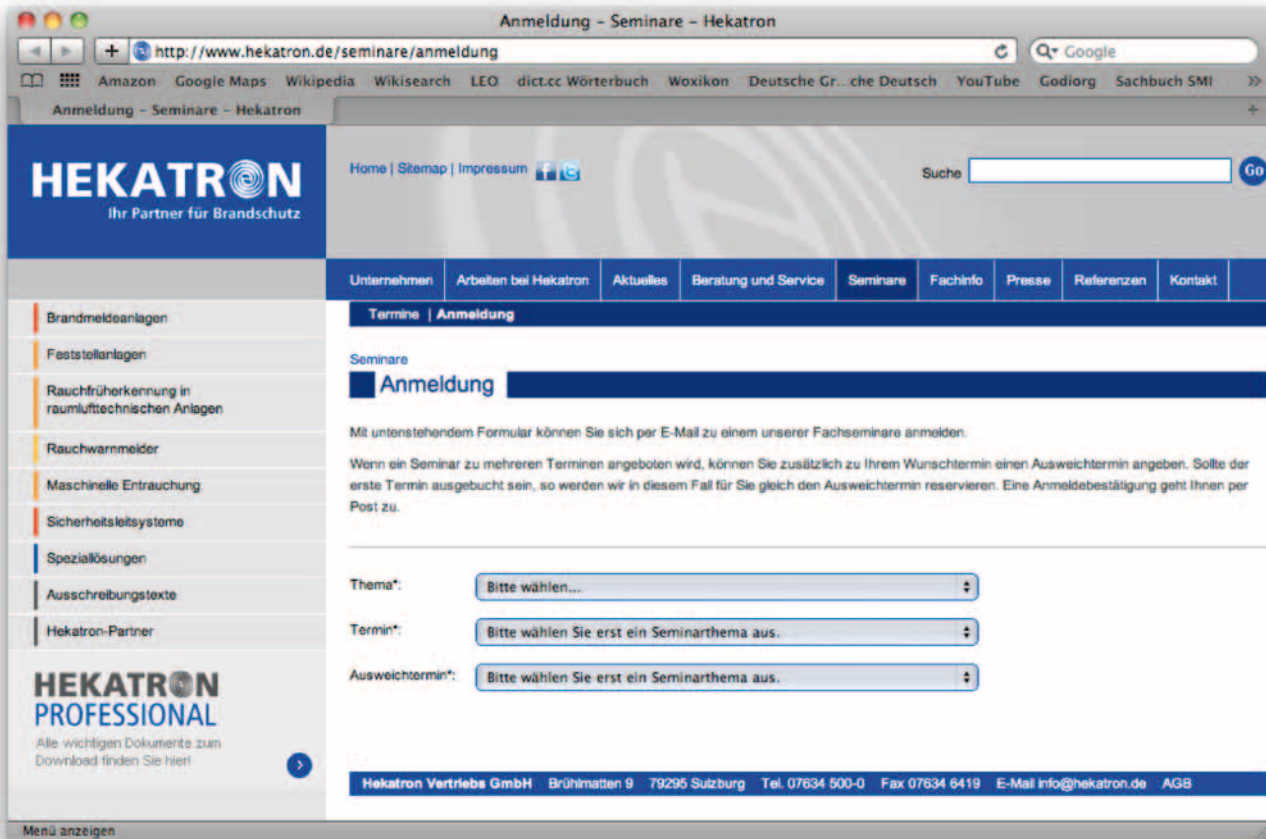 Anmeldung – Seminare – Hekatron
http://www.hekatron.de/seminare/anmeldung
Google
Amazon Google Maps Wikipedia Wikisearch LEO dict.cc Wörterbuch Woxikon Deutsche Gr...che Deutsch YouTube Godiorg Sachbuch SMI
Anmeldung – Seminare – Hekatron
HEKATRON
Ihr Partner für Brandschutz
Home | Sitemap | Impressum
Suche
Go
Unternehmen Arbeiten bei Hekatron Aktuelles Beratung und Service Seminare Fachinfo Presse Referenzen Kontakt
Termine | Anmeldung
Brandmeldeanlagen
Feststellanlagen
Rauchfrüherkennung in
raumlufttechnischen Anlagen
Rauchwarnmelder
Maschinelle Entrauchung
Sicherheitsleitsysteme
Speziallösungen
Ausschreibungstexte
Hekatron-Partner
HEKATRON
PROFESSIONAL
Alle wichtigen Dokumente zum
Download finden Sie hier!
Seminare
Anmeldung
Mit untenstehendem Formular können Sie sich per E-Mail zu einem unserer Fachseminare anmelden.
Wenn ein Seminar zu mehreren Terminen angeboten wird, können Sie zusätzlich zu Ihrem Wunschtermin einen Ausweichtermin angeben. Sollte der
erste Termin ausgebucht sein, so werden wir in diesem Fall für Sie gleich den Ausweichtermin reservieren. Eine Anmeldebestätigung geht Ihnen per
Post zu.
Thema*: Bitte wählen...
Termin*: Bitte wählen Sie erst ein Seminarthema aus.
Ausweichtermin*: Bitte wählen Sie erst ein Seminarthema aus.
Hekatron Vertriebs GmbH Brühlmatten 9 79295 Sulzburg Tel. 07634 500-0 Fax 07634 6419 E-Mail info@hekatron.de AGB
Menü anzeigen